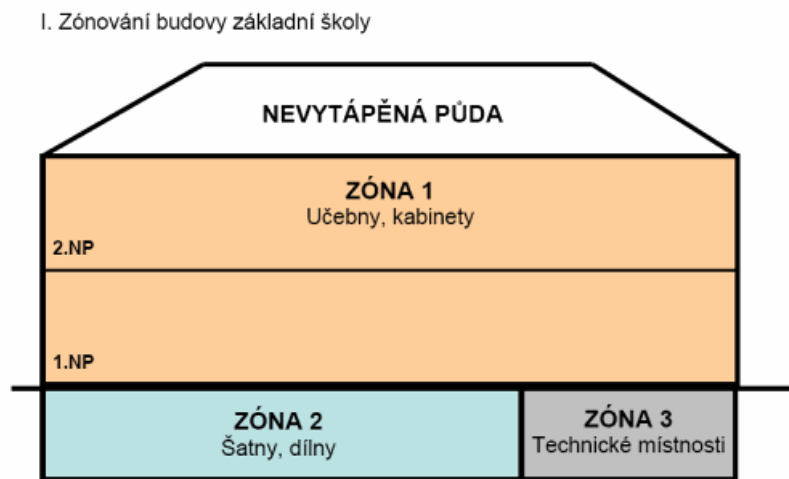 I. Zónování budovy základní školy
NEVYTÁPĚNÁ PŮDA
ZÓNA 1
Učebny, kabinety
2.NP
1.NP
ZÓNA 2
Šatny, dílny
ZÓNA 3
Technické místnosti